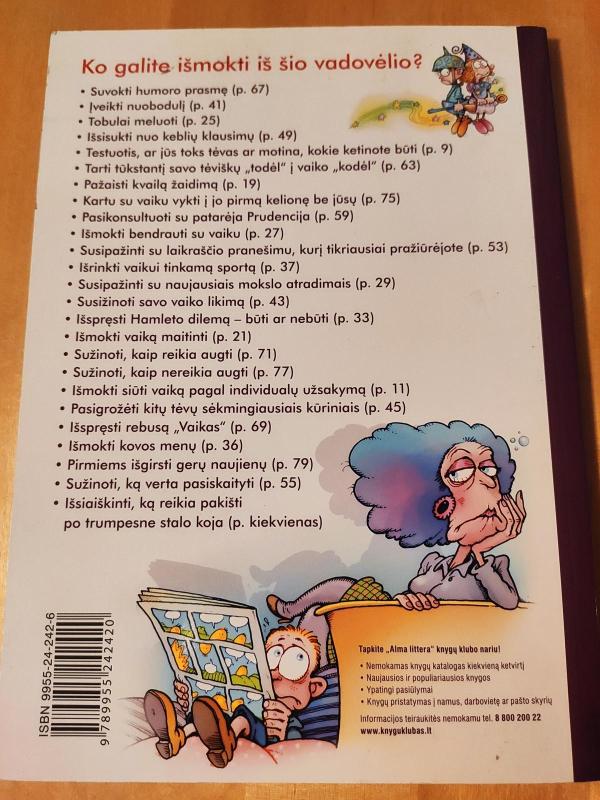 Ko galite išmokti iš šio vadovėlio?
• Suvokti humoro prasmę (p. 67)
• Įveikti nuobodulį (p. 41)
• Tobulai meluoti (p. 25)
• Išsisukti nuo keblių klausimų (p. 49)
• Testuotis, ar jūs toks tėvas ar motina, kokie ketinote būti (p. 9)
• Tarti tūkstantį savo tėviškų „todėl“ į vaiko „kodėl“ (p. 63)
• Pažaisti kvailą žaidimą (p. 19)
• Kartu su vaiku vykti į jo pirmą kelionę be jūsų (p. 75)
• Pasikonsultuoti su patarėja Prudencija (p. 59)
• Išmokti bendrauti su vaiku (p. 27)
• Susipažinti su laikraščio pranešimu, kurį tikriausiai pražiūrėjote (p. 53)
• Išrinkti vaikui tinkamą sportą (p. 37)
• Susipažinti su naujausiais mokslo atradimais (p. 29)
• Susižinoti savo vaiko likimą (p. 43)
• Išspręsti Hamleto dilemą – būti ar nebūti (p. 33)
• Išmokti vaiką maitinti (p. 21)
• Sužinoti, kaip reikia augti (p. 71)
• Sužinoti, kaip nereikia augti (p. 77)
• Išmokti siūti vaiką pagal individualų užsakymą (p. 11)
• Pasigrožėti kitų tėvų sėkmingiausiais kūriniais (p. 45)
• Išspręsti rebusą „Vaikas“ (p. 69)
• Išmokti kovos menų (p. 36)
• Pirmiems išgirsti gerų naujienų (p. 79)
• Sužinoti, ką verta pasiskaityti (p. 55)
• Išsiaiškinti, ką reikia pakišti
po trumpesne stalo koja (p. kiekvienas)
ISBN 9955-24-242-6
9 789955 242420
Tapkite „Alma littera“ knygų klubo nariu!
• Nemokamas knygų katalogas kiekvieną ketvirtį
• Naujausios ir populiariausios knygos
• Ypatingi pasiūlymai
• Knygų pristatymas į namus, darbovietę ar pašto skyrių
Informacijos teiraukitės nemokamu tel. 8 800 200 22
www.knyguklubas.lt